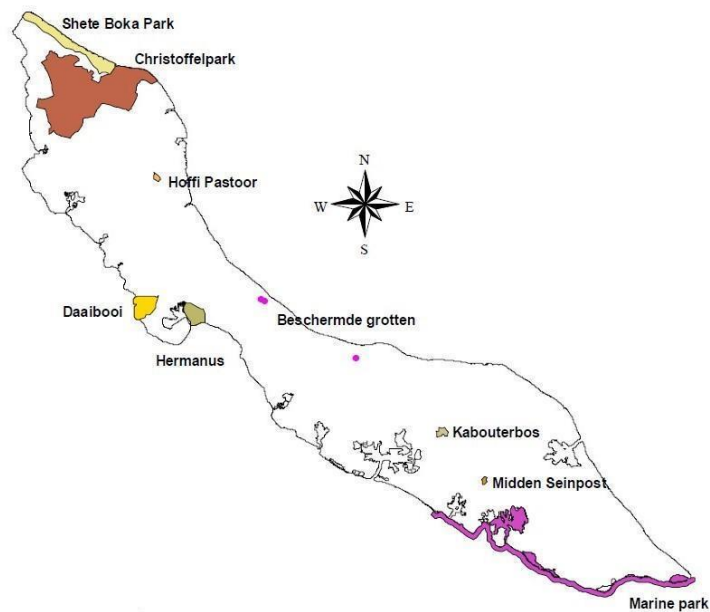 Shete Boka Park
Christoffelpark
Hoffi Pastoor
N
W
E
S
Daaibooi
Beschermde grotten
Hermanus
Kabouterbos
Midden Seinpost
Marine park